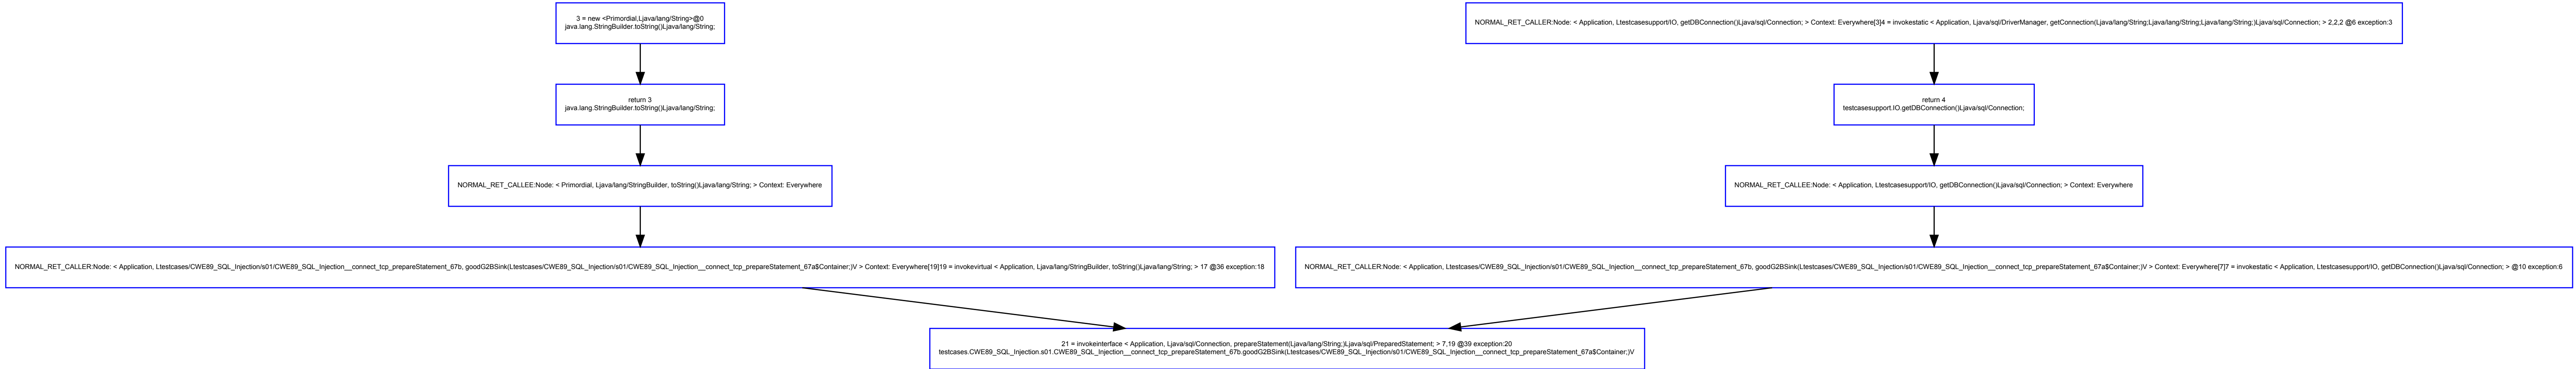 3 = new <Primordial,Ljava/lang/String>@0
java.lang.StringBuilder.toString()Ljava/lang/String;
NORMAL_RET_CALLER:Node: < Application, Ltestcasesupport/IO, getDBConnection()Ljava/sql/Connection; > Context: Everywhere[3]4 = invokestatic < Application, Ljava/sql/DriverManager, getConnection(Ljava/lang/String;Ljava/lang/String;Ljava/lang/String;)Ljava/sql/Connection; > 2,2,2 @6 exception:3
return 3
java.lang.StringBuilder.toString()Ljava/lang/String;
return 4
testcasesupport.IO.getDBConnection()Ljava/sql/Connection;
NORMAL_RET_CALLEE:Node: < Primordial, Ljava/lang/StringBuilder, toString()Ljava/lang/String; > Context: Everywhere
NORMAL_RET_CALLEE:Node: < Application, Ltestcasesupport/IO, getDBConnection()Ljava/sql/Connection; > Context: Everywhere
NORMAL_RET_CALLER:Node: < Application, Ltestcases/CWE89_SQL_Injection/s01/CWE89_SQL_Injection__connect_tcp_prepareStatement_67b, goodG2BSink(Ltestcases/CWE89_SQL_Injection/s01/CWE89_SQL_Injection__connect_tcp_prepareStatement_67a$Container;)V > Context: Everywhere[19]19 = invokevirtual < Application, Ljava/lang/StringBuilder, toString()Ljava/lang/String; > 17 @36 exception:18
NORMAL_RET_CALLER:Node: < Application, Ltestcases/CWE89_SQL_Injection/s01/CWE89_SQL_Injection__connect_tcp_prepareStatement_67b, goodG2BSink(Ltestcases/CWE89_SQL_Injection/s01/CWE89_SQL_Injection__connect_tcp_prepareStatement_67a$Container;)V > Context: Everywhere[7]7 = invokestatic < Application, Ltestcasesupport/IO, getDBConnection()Ljava/sql/Connection; > @10 exception:6
21 = invokeinterface < Application, Ljava/sql/Connection, prepareStatement(Ljava/lang/String;)Ljava/sql/PreparedStatement; > 7,19 @39 exception:20
testcases.CWE89_SQL_Injection.s01.CWE89_SQL_Injection__connect_tcp_prepareStatement_67b.goodG2BSink(Ltestcases/CWE89_SQL_Injection/s01/CWE89_SQL_Injection__connect_tcp_prepareStatement_67a$Container;)V